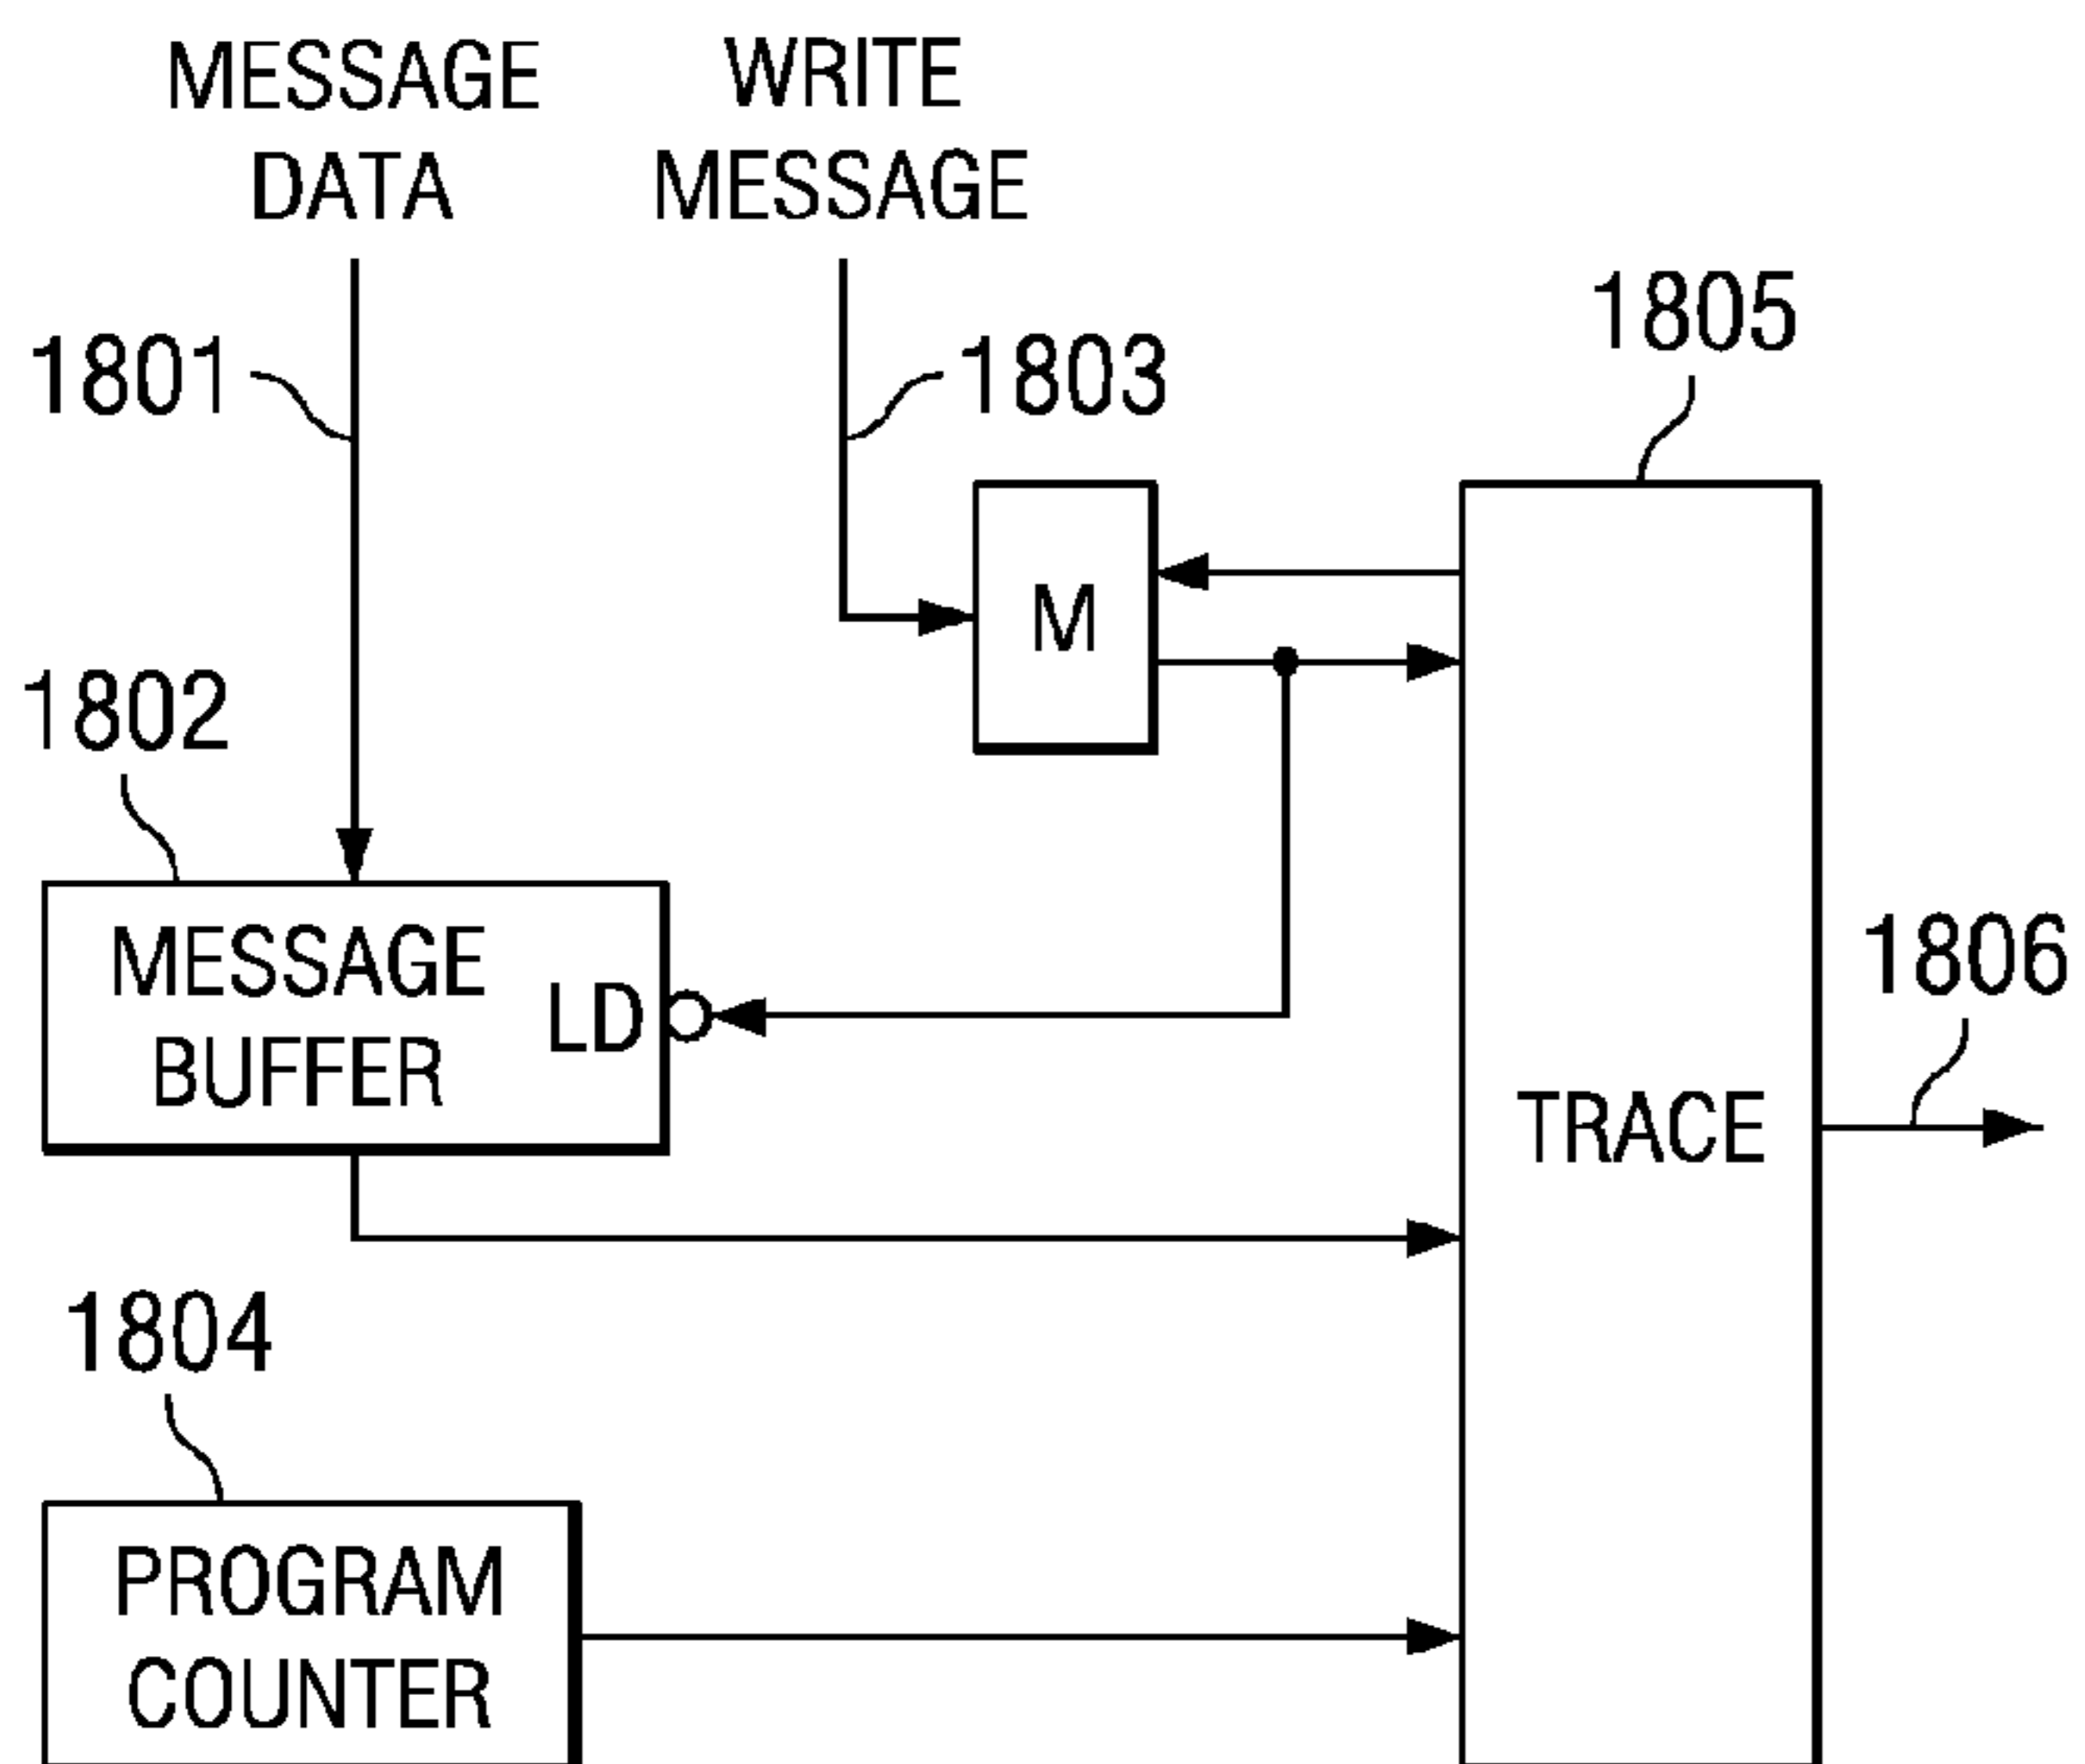 MESSAGE
DATA
WRITE
MESSAGE
1801
1803
1805
M
1802
MESSAGE
BUFFER
LD
1806
TRACE
1804
PROGRAM
COUNTER